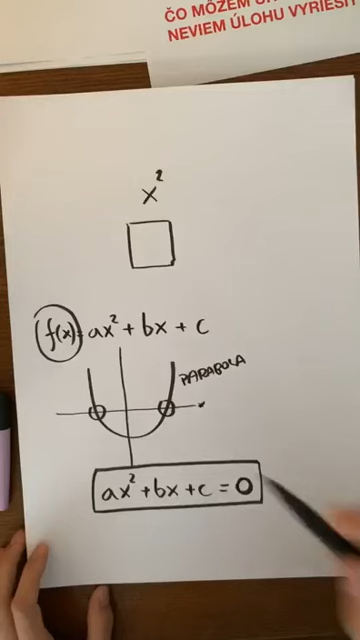 ČO MÔŽEM
NEVIEM ÚLOHU VYRIEŠIŤ
x²
f(x) = ax² + bx + c
PARABOLA
x
ax² + bx + c = 0